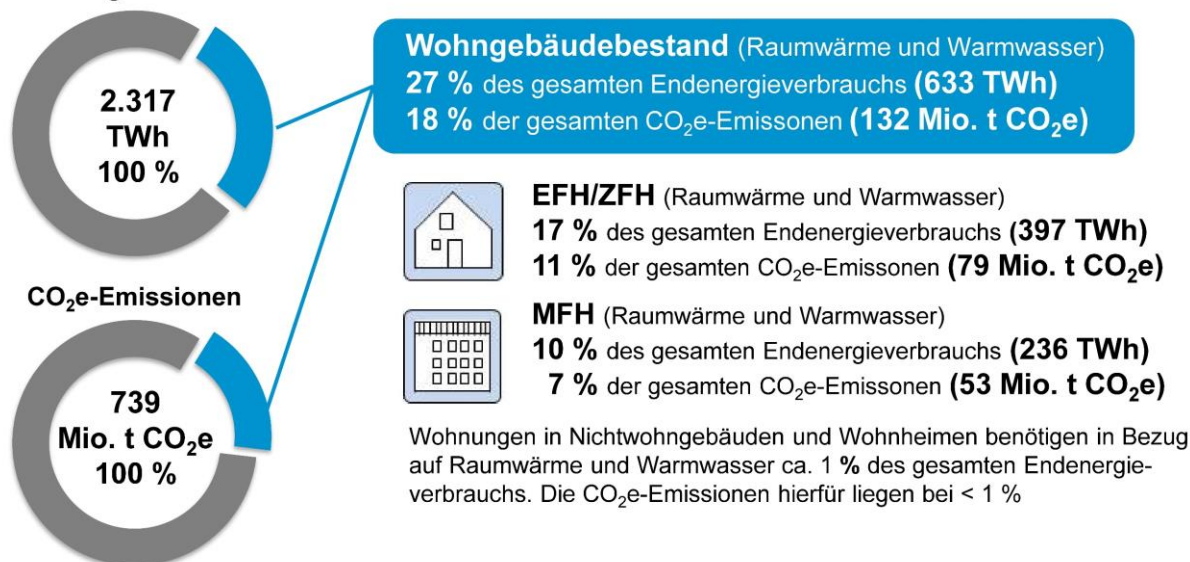 2.317
TWh
100 %
Wohngebäudebestand (Raumwärme und Warmwasser)
27 % des gesamten Endenergieverbrauchs (633 TWh)
18 % der gesamten CO₂e-Emissonen (132 Mio. t CO₂e)
EFH/ZFH (Raumwärme und Warmwasser)
17 % des gesamten Endenergieverbrauchs (397 TWh)
11 % der gesamten CO₂e-Emissonen (79 Mio. t CO₂e)
CO₂e-Emissionen
739
Mio. t CO₂e
100 %
MFH (Raumwärme und Warmwasser)
10 % des gesamten Endenergieverbrauchs (236 TWh)
7 % der gesamten CO₂e-Emissonen (53 Mio. t CO₂e)
Wohnungen in Nichtwohngebäuden und Wohnheimen benötigen in Bezug
auf Raumwärme und Warmwasser ca. 1 % des gesamten Endenergie-
verbrauchs. Die CO₂e-Emissionen hierfür liegen bei < 1 %